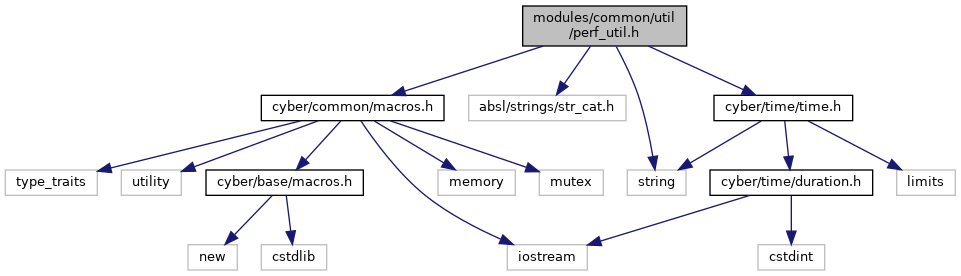 modules/common/util
/perf_util.h
cyber/common/macros.h
absl/strings/str_cat.h
cyber/time/time.h
type_traits
utility
cyber/base/macros.h
memory
mutex
string
cyber/time/duration.h
limits
new
cstdlib
iostream
cstdint